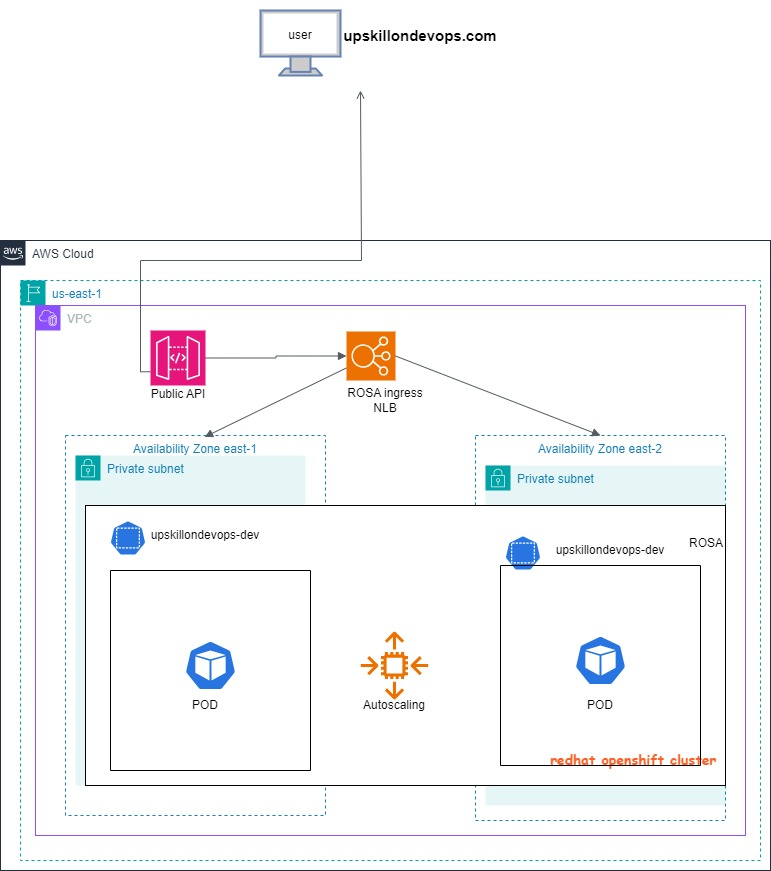 user
upskillondevops.com
aws
AWS Cloud
us-east-1
VPC
Public API
ROSA ingress
NLB
Availability Zone east-1
Private subnet
Availability Zone east-2
Private subnet
upskillondevops-dev
upskillondevops-dev
ROSA
POD
Autoscaling
POD
redhat openshift cluster